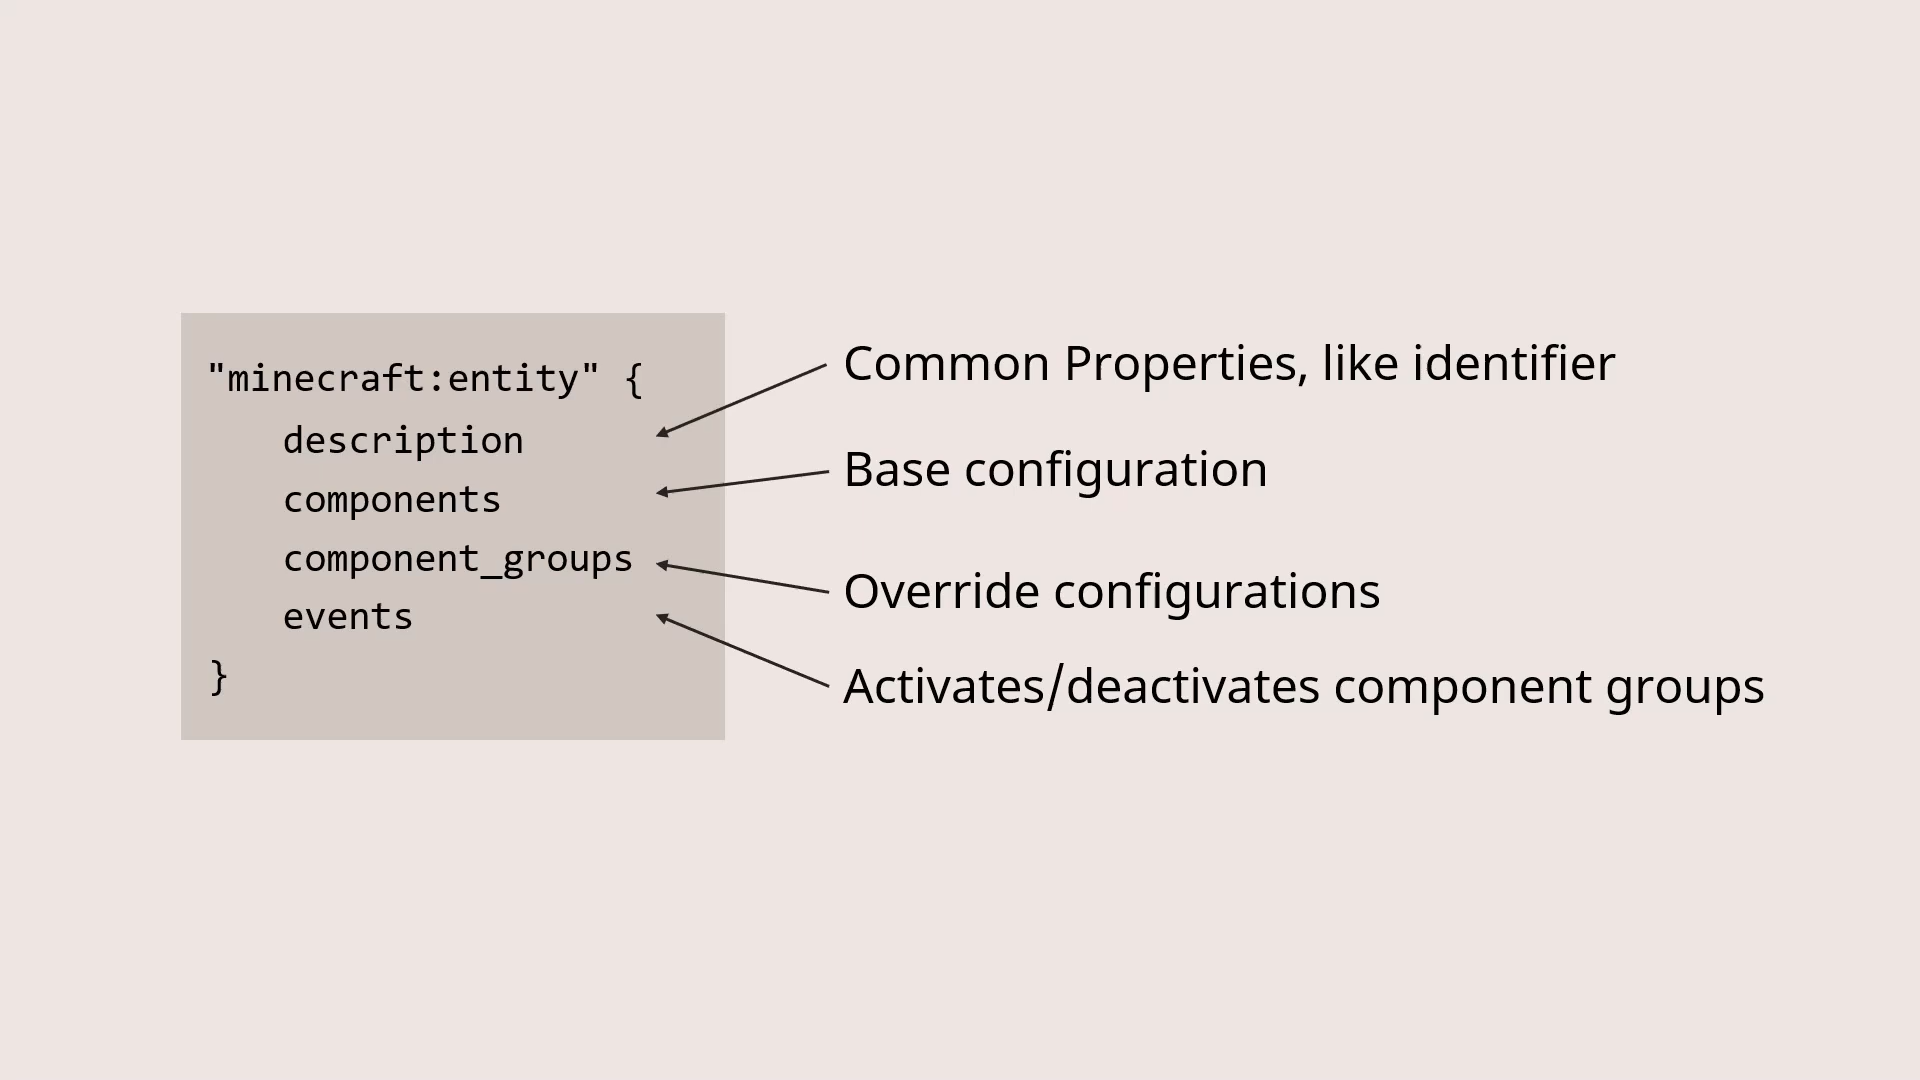 "minecraft:entity" {
description
components
component_groups
events
}
Common Properties, like identifier
Base configuration
Override configurations
Activates/deactivates component groups